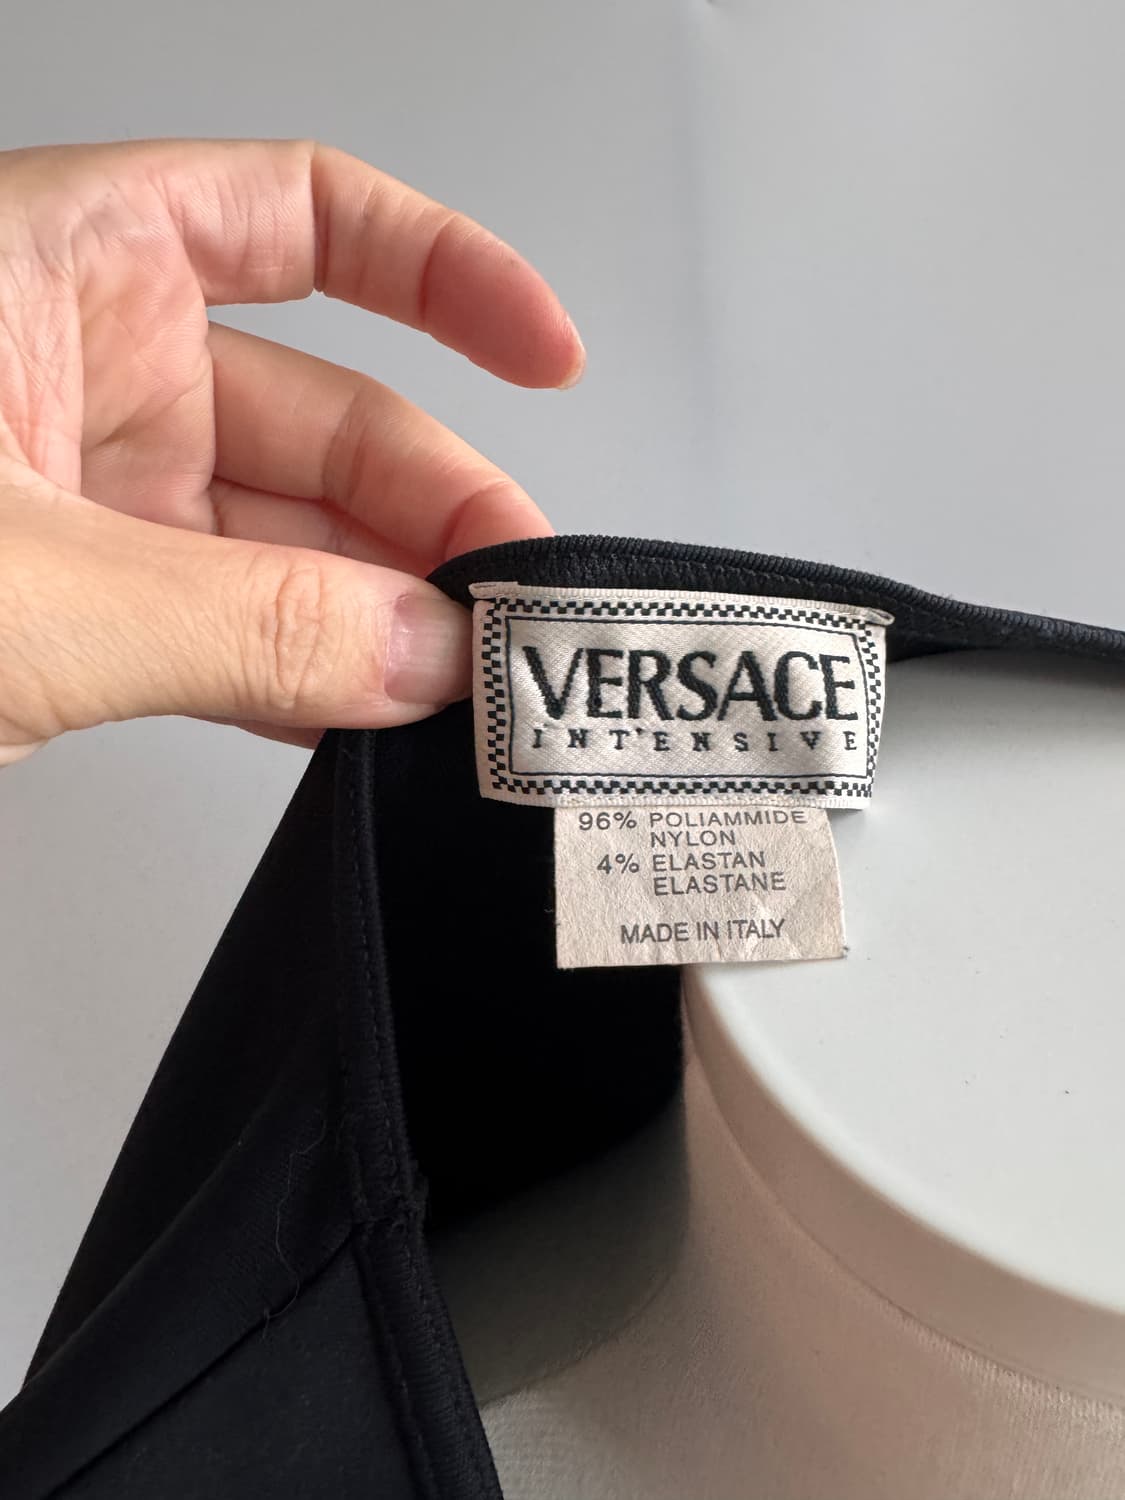 VERSACE
INTENSIVE
96% POLIAMMIDE
NYLON
4% ELASTAN
ELASTANE
MADE IN ITALY